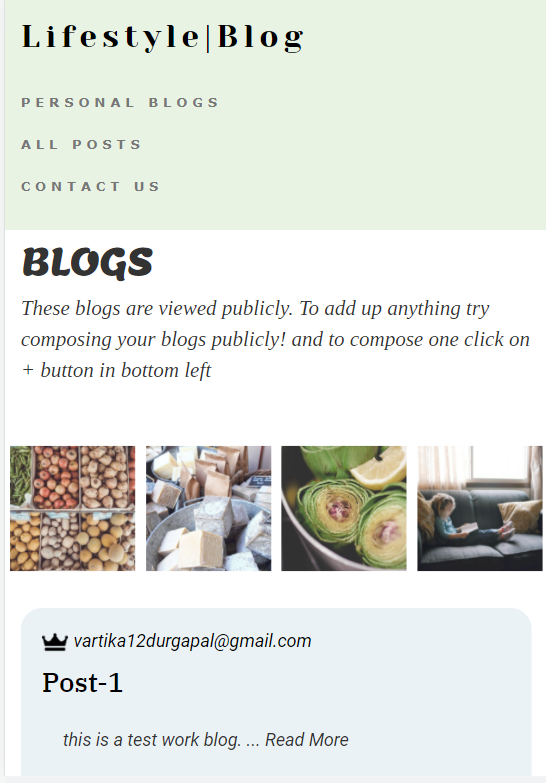 Lifestyle|Blog
PERSONAL BLOGS
ALL POSTS
CONTACT US
BLOGS
These blogs are viewed publicly. To add up anything try
composing your blogs publicly! and to compose one click on
+ button in bottom left
vartika12durgapal@gmail.com
Post-1
this is a test work blog. ... Read More